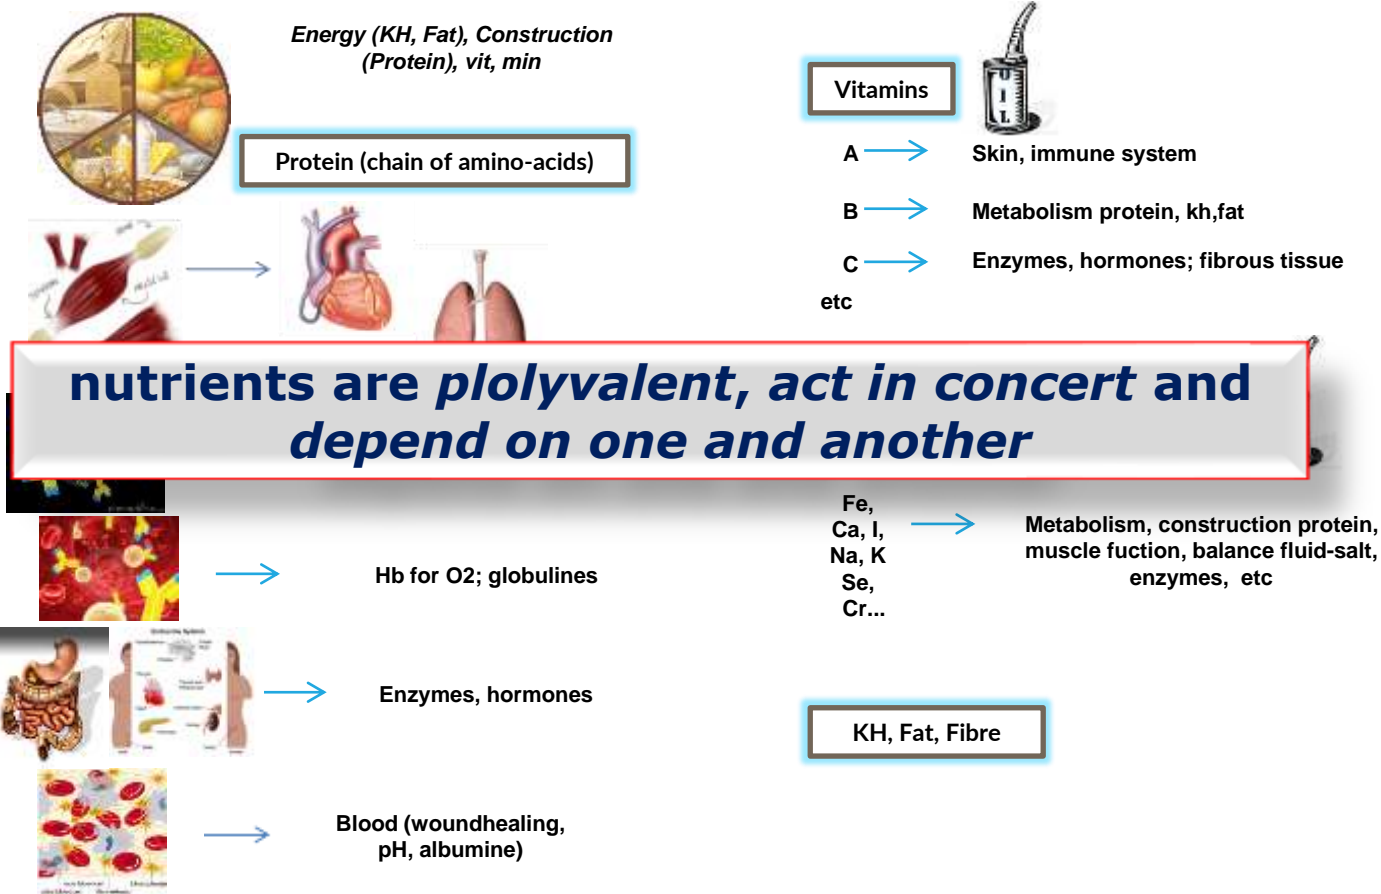 Energy (KH, Fat), Construction
(Protein), vit, min
Protein (chain of amino-acids)
Vitamins
OIL
A
Skin, immune system
B
Metabolism protein, kh,fat
C
Enzymes, hormones; fibrous tissue
etc
nutrients are plolyvalent, act in concert and
depend on one and another
Fe,
Ca, I,
Na, K
Se,
Cr...
Metabolism, construction protein,
muscle fuction, balance fluid-salt,
enzymes, etc
Hb for O2; globulines
Endocrine System
Enzymes, hormones
KH, Fat, Fibre
Blood (woundhealing,
pH, albumine)